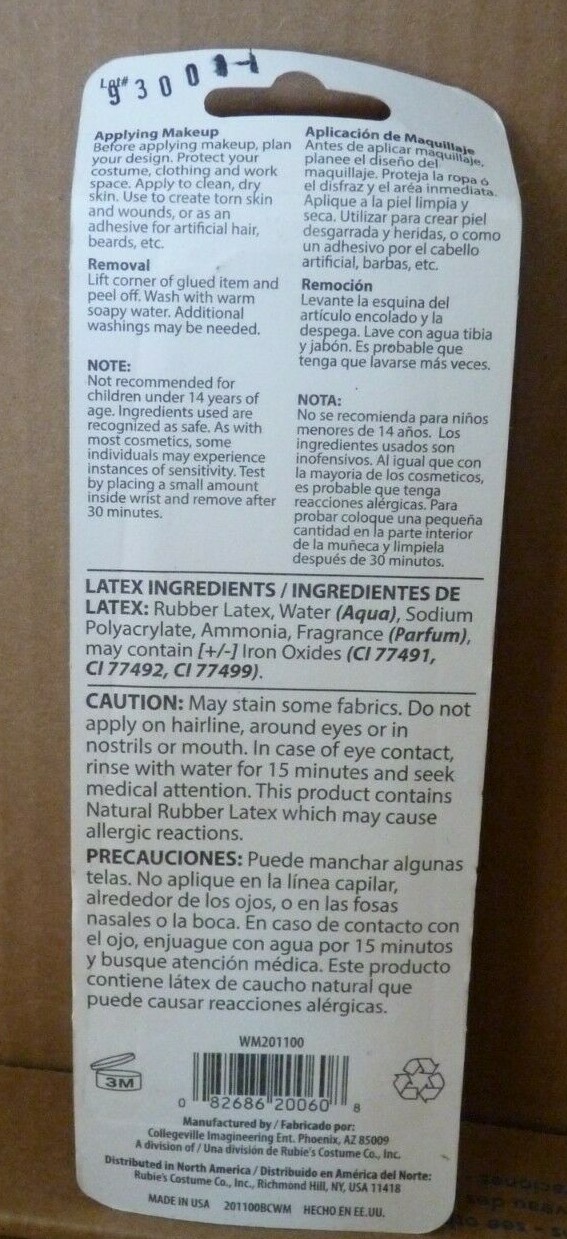 Lot#
9 3 0 0
Applying Makeup
Before applying makeup, plan
your design. Protect your
costume, clothing and work
space. Apply to clean, dry
skin. Use to create torn skin
and wounds, or as an
adhesive for artificial hair,
beards, etc.
Removal
Lift corner of glued item and
peel off. Wash with warm
soapy water. Additional
washings may be needed.
NOTE:
Not recommended for
children under 14 years of
age. Ingredients used are
recognized as safe. As with
most cosmetics, some
individuals may experience
instances of sensitivity. Test
by placing a small amount
inside wrist and remove after
30 minutes.
Aplicación de Maquillaje
Antes de aplicar maquillaje,
planee el diseño del
maquillaje. Proteja la ropa ó
el disfraz y el aréa inmediata.
Aplique a la piel limpia y
seca. Utilizar para crear piel
desgarrada y heridas, o como
un adhesivo por el cabello
artificial, barbas, etc.
Remoción
Levante la esquina del
artículo encolado y la
despega. Lave con agua tibia
y jabón. Es probable que
tenga que lavarse más veces.
NOTA:
No se recomienda para niños
menores de 14 años. Los
ingredientes usados son
inofensivos. Al igual que con
la mayoría de los cosmeticos,
es probable que tenga
reacciones alérgicas. Para
probar coloque una pequeña
cantidad en la parte interior
de la muñeca y limpiela
después de 30 minutos.
LATEX INGREDIENTS / INGREDIENTES DE
LATEX: Rubber Latex, Water (Aqua), Sodium
Polyacrylate, Ammonia, Fragrance (Parfum),
may contain [+/-] Iron Oxides (CI 77491,
CI 77492, CI 77499).
CAUTION: May stain some fabrics. Do not
apply on hairline, around eyes or in
nostrils or mouth. In case of eye contact,
rinse with water for 15 minutes and seek
medical attention. This product contains
Natural Rubber Latex which may cause
allergic reactions.
PRECAUCIONES: Puede manchar algunas
telas. No aplique en la línea capilar,
alrededor de los ojos, o en las fosas
nasales o la boca. En caso de contacto con
el ojo, enjuague con agua por 15 minutos
y busque atención médica. Este producto
contiene látex de caucho natural que
puede causar reacciones alérgicas.
WM201100
3M
0 82686 20060 8
Manufactured by / Fabricado por:
Collegeville Imagineering Ent. Phoenix, AZ 85009
A division of / Una división de Rubie's Costume Co., Inc.
Distributed in North America / Distribuido en América del Norte:
Rubie's Costume Co., Inc., Richmond Hill, NY, USA 11418
MADE IN USA 201100BCWM HECHO EN EE.UU.